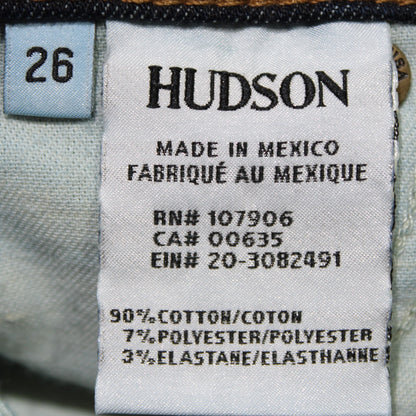 26
HUDSON
MADE IN MEXICO
FABRIQUÉ AU MEXIQUE
RN# 107906
CA# 00635
EIN# 20-3082491
90%COTTON/COTON
7%POLYESTER/POLYESTER
3%ELASTANE/ELASTHANNE
USA